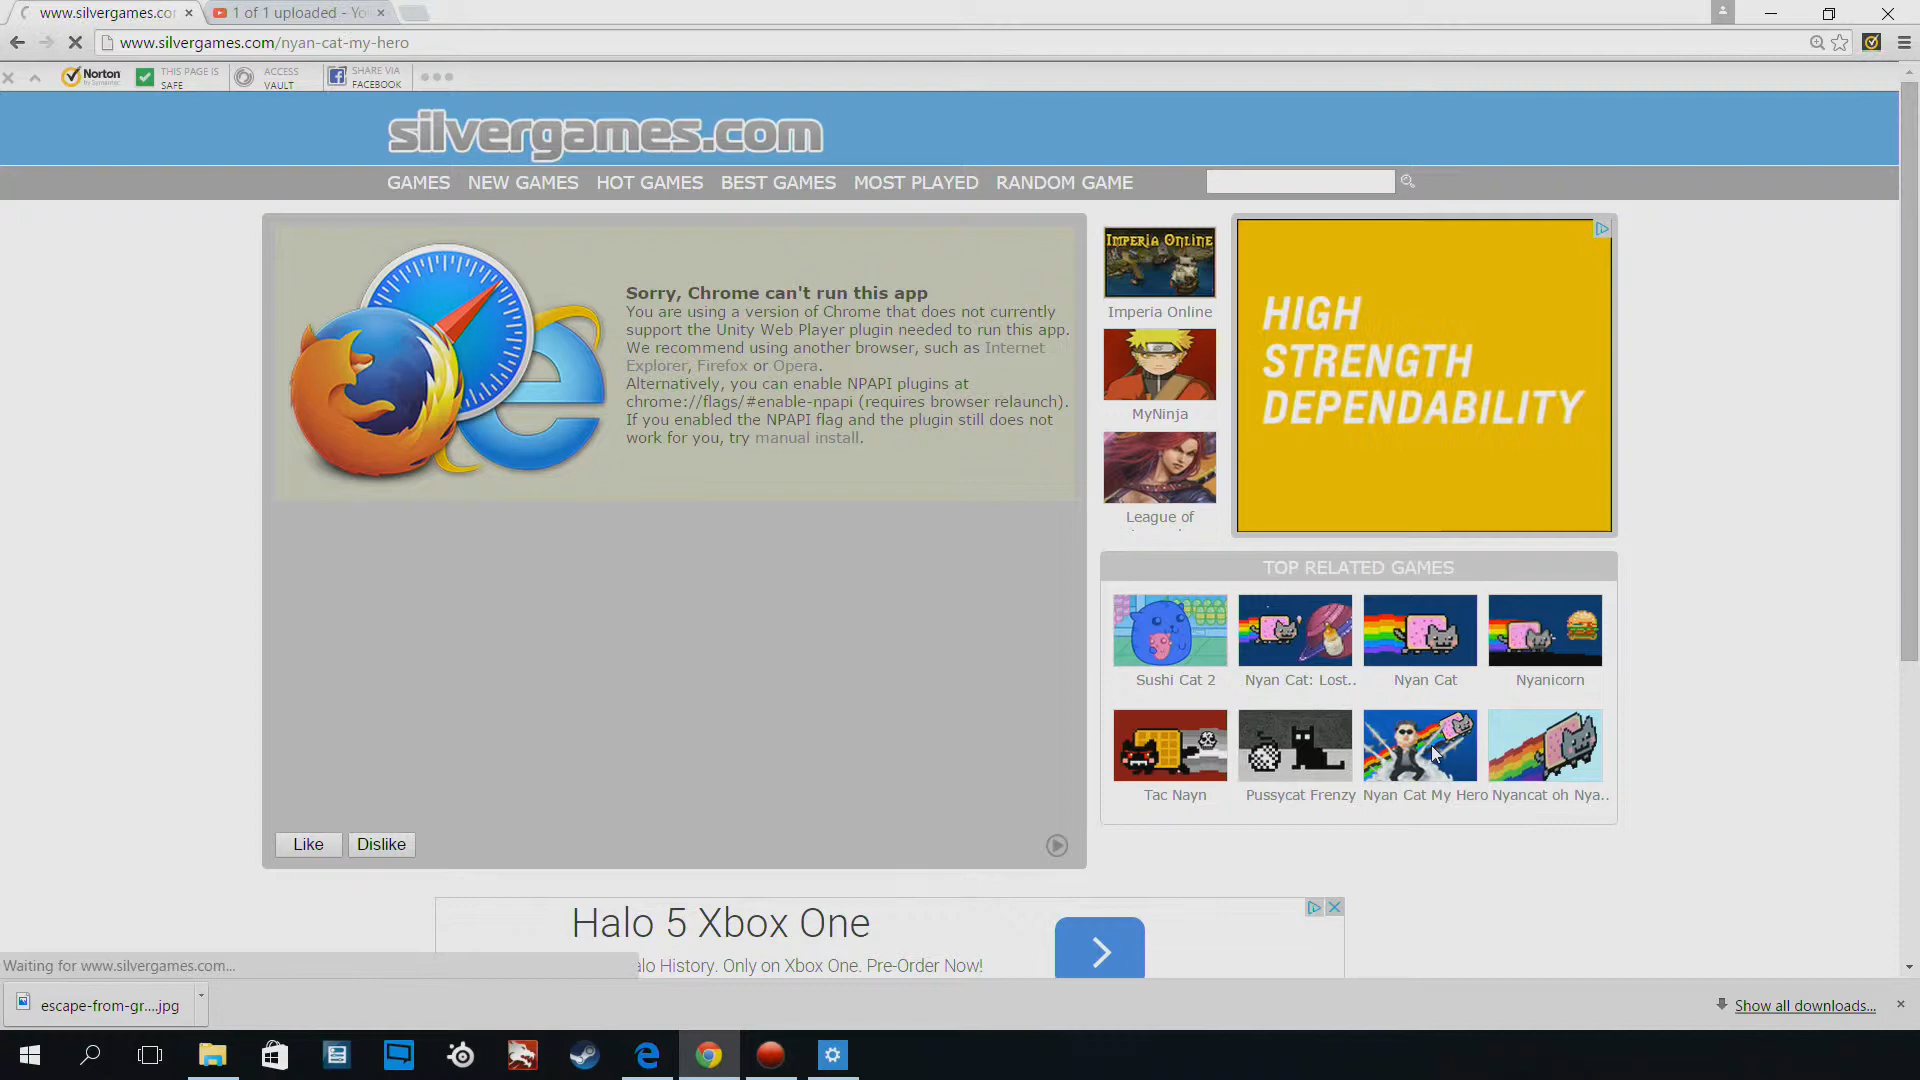 www.silvergames.co
1 of 1 uploaded - Yo
www.silvergames.com/nyan-cat-my-hero
Norton
by Symantec
THIS PAGE IS
SAFE
ACCESS
VAULT
SHARE VIA
FACEBOOK
silvergames.com
GAMES NEW GAMES HOT GAMES BEST GAMES MOST PLAYED RANDOM GAME
Sorry, Chrome can't run this app
You are using a version of Chrome that does not currently
support the Unity Web Player plugin needed to run this app.
We recommend using another browser, such as Internet
Explorer, Firefox or Opera.
Alternatively, you can enable NPAPI plugins at
chrome://flags/#enable-npapi (requires browser relaunch).
If you enabled the NPAPI flag and the plugin still does not
work for you, try manual install.
IMPERIA ONLINE
Imperia Online
MyNinja
League of
HIGH
STRENGTH
DEPENDABILITY
TOP RELATED GAMES
Sushi Cat 2
Nyan Cat: Lost..
Nyan Cat
Nyanicorn
Tac Nayn
Pussycat Frenzy
Nyan Cat My Hero
Nyancat oh Nya..
Like
Dislike
Halo 5 Xbox One
alo History. Only on Xbox One. Pre-Order Now!
Waiting for www.silvergames.com...
escape-from-gr....jpg
Show all downloads...